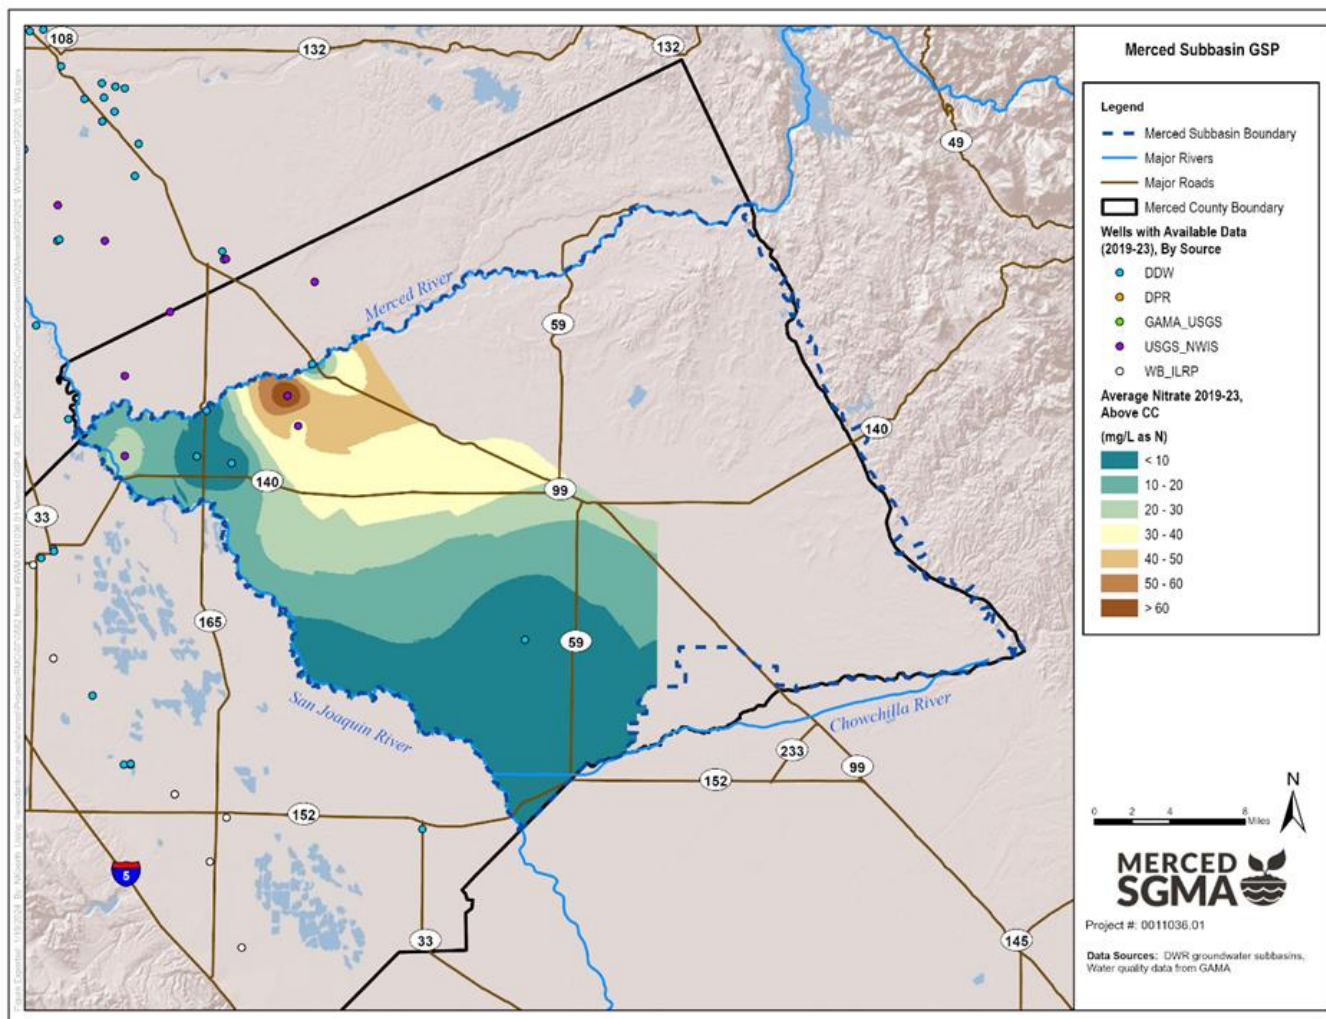 Merced Subbasin GSP
Legend
Merced Subbasin Boundary
Major Rivers
Major Roads
Merced County Boundary
Wells with Available Data
(2019-23), By Source
DDW
DPR
GAMA_USGS
USGS_NWIS
WB_ILRP
Average Nitrate 2019-23,
Above CC
(mg/L as N)
< 10
10 - 20
20 - 30
30 - 40
40 - 50
50 - 60
> 60
N
0 2 4 8
Miles
MERCED
SGMA
Project #: 0011036.01
Data Sources: DWR groundwater subbasins,
Water quality data from GAMA
108
132
132
49
Merced River
59
140
140
99
33
165
59
San Joaquin River
Chowchilla River
233
99
152
152
5
33
145